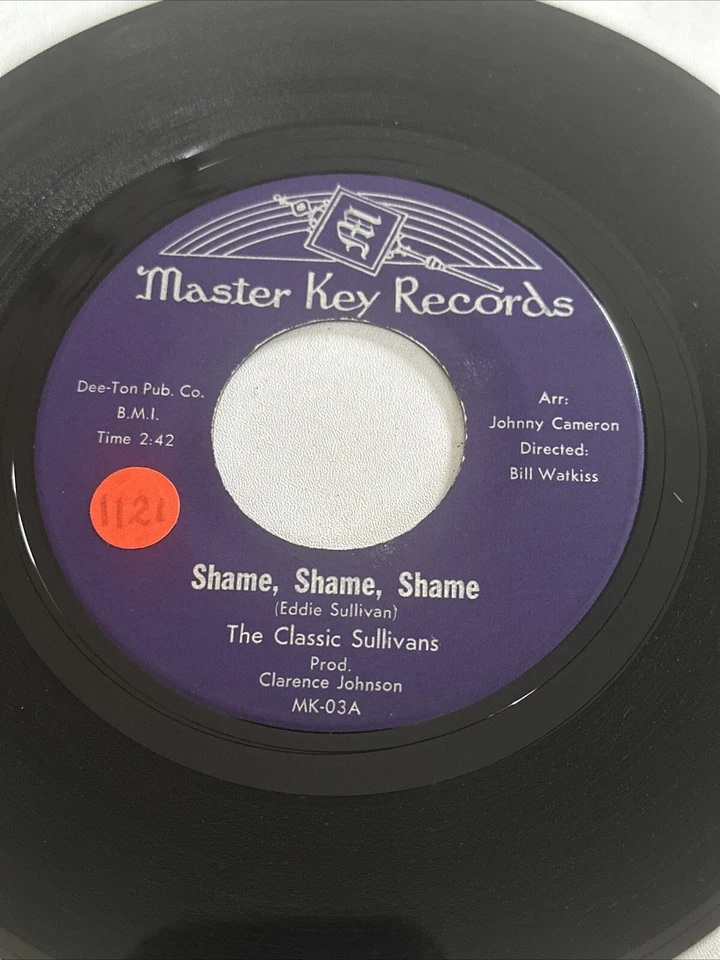 Master Key Records
Dee-Ton Pub. Co.
B.M.I.
Time 2:42
Arr:
Johnny Cameron
Directed:
Bill Watkiss
Shame, Shame, Shame
(Eddie Sullivan)
The Classic Sullivans
Prod.
Clarence Johnson
MK-03A